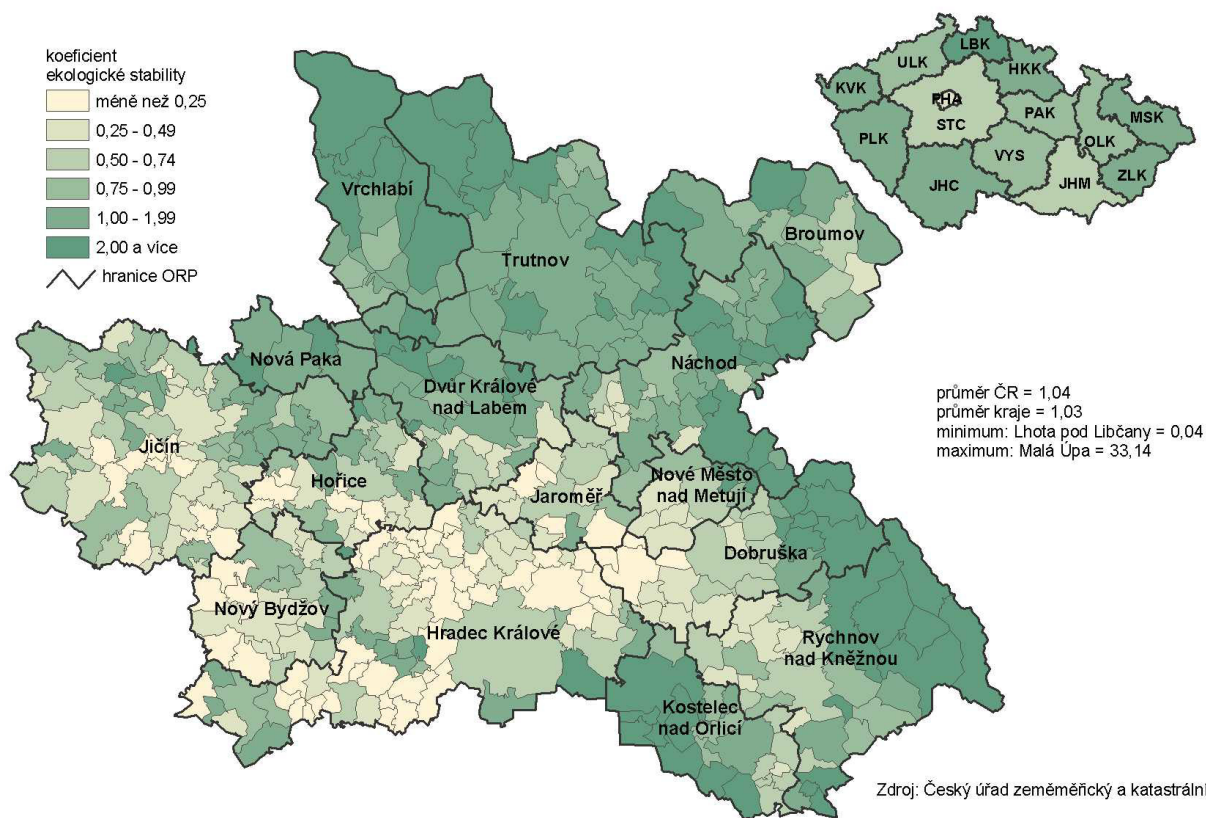 koeficient
ekologické stability
méně než 0,25
0,25 - 0,49
0,50 - 0,74
0,75 - 0,99
1,00 - 1,99
2,00 a více
hranice ORP
LBK
ULK
HKK
KVK
PHA
STC
PAK
MSK
PLK
OLK
VYS
JHC
JHM
ZLK
Vrchlabí
Trutnov
Broumov
Nová Paka
Dvůr Králové
nad Labem
Náchod
Jičín
Hořice
Jaroměř
Nové Město
nad Metují
Dobruška
Nový Bydžov
Hradec Králové
Rychnov
nad Kněžnou
Kostelec
nad Orlicí
průměr ČR = 1,04
průměr kraje = 1,03
minimum: Lhota pod Libčany = 0,04
maximum: Malá Úpa = 33,14
Zdroj: Český úřad zeměměřický a katastrální